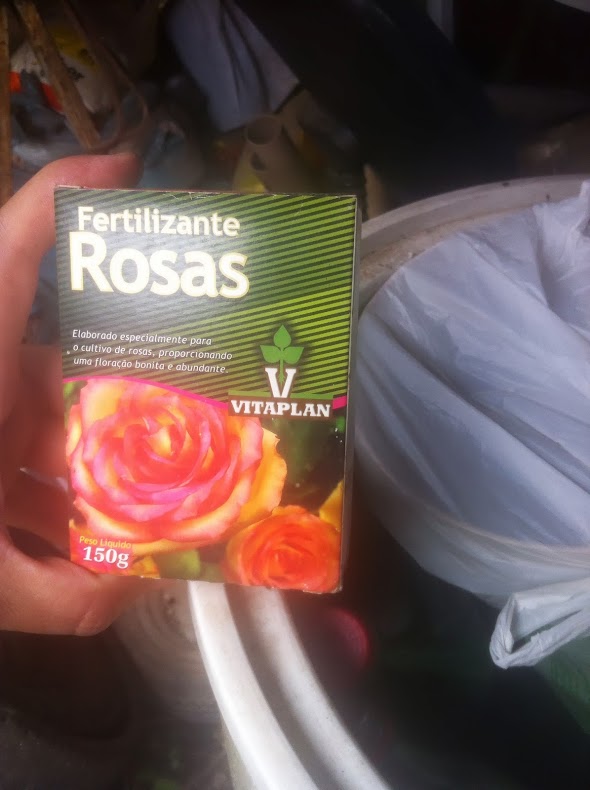 Fertilizante
Rosas
Elaborado especialmente para
o cultivo de rosas, proporcionando
uma floração bonita e abundante.
V
VITAPLAN
Peso Líquido
150g